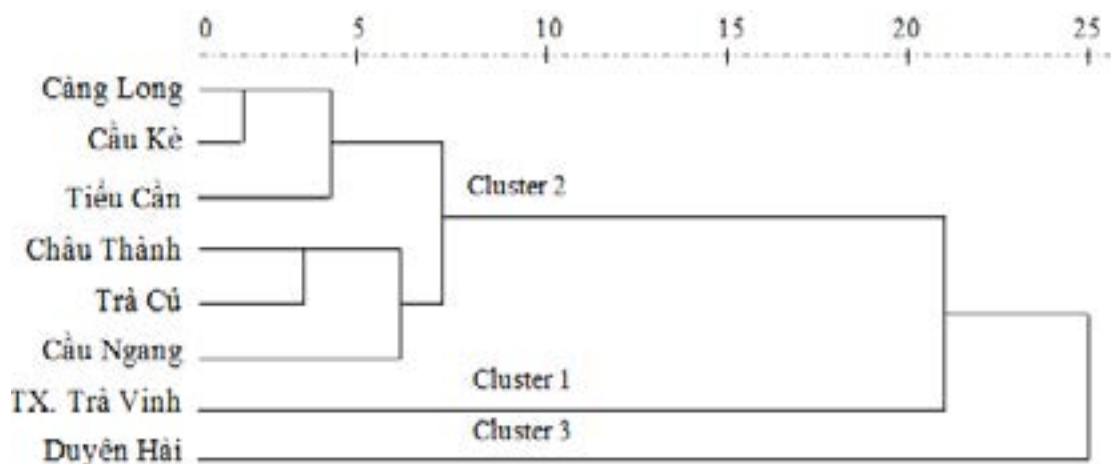 0 5 10 15 20 25
Càng Long
Cầu Kè
Tiểu Cần
Cluster 2
Châu Thành
Trà Cú
Cầu Ngang
Cluster 1
TX. Trà Vinh
Cluster 3
Duyên Hải